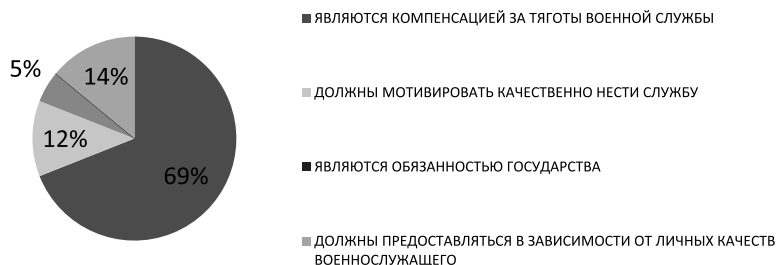 ЯВЛЯЮТСЯ КОМПЕНСАЦИЕЙ ЗА ТЯГОТЫ ВОЕННОЙ СЛУЖБЫ
5%
14%
ДОЛЖНЫ МОТИВИРОВАТЬ КАЧЕСТВЕННО НЕСТИ СЛУЖБУ
12%
69%
ЯВЛЯЮТСЯ ОБЯЗАННОСТЬЮ ГОСУДАРСТВА
ДОЛЖНЫ ПРЕДОСТАВЛЯТЬСЯ В ЗАВИСИМОСТИ ОТ ЛИЧНЫХ КАЧЕСТВ
ВОЕННОСЛУЖАЩЕГО